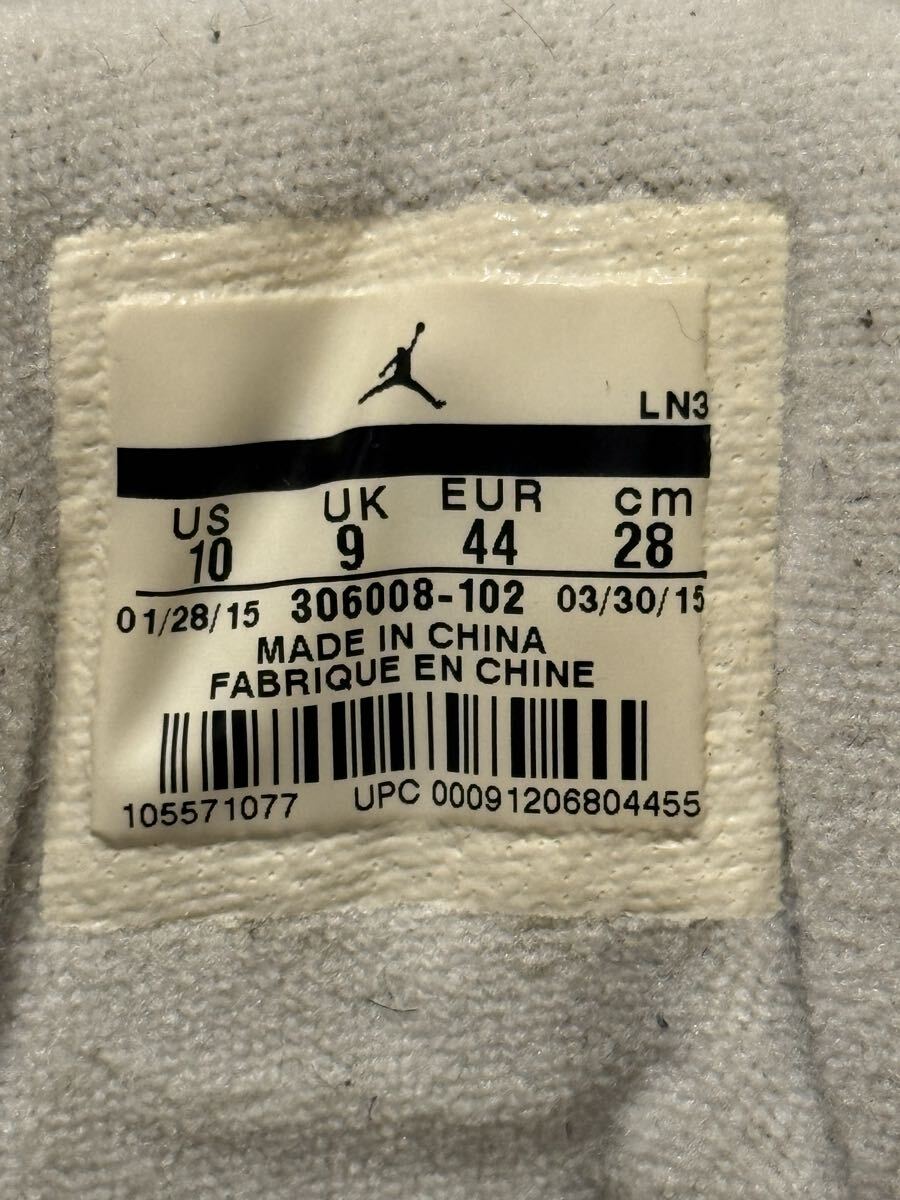 LN3
US UK EUR cm
10 9 44 28
01/28/15 306008-102 03/30/15
MADE IN CHINA
FABRIQUE EN CHINE
105571077 UPC 00091206804455